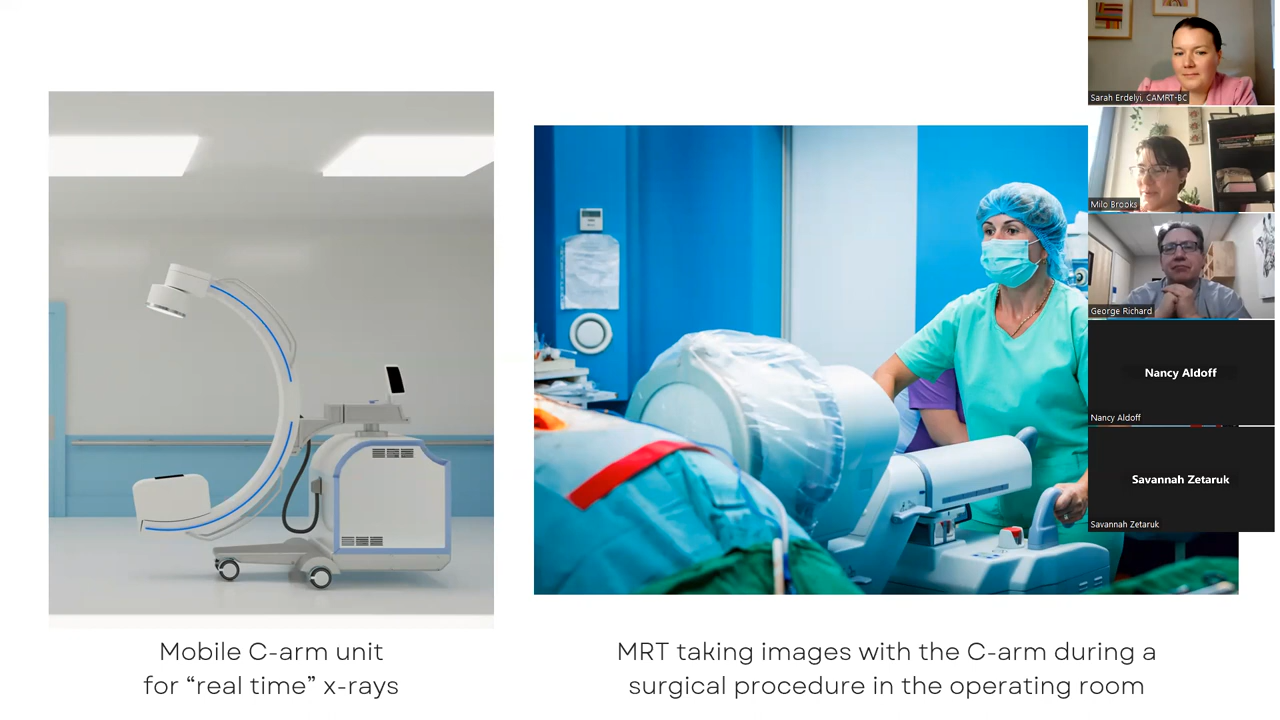 Mobile C-arm unit
for “real time” x-rays
MRT taking images with the C-arm during a
surgical procedure in the operating room
Sarah Erdelyi, CAMRT-BC
Milo Brooks
George Richard
Nancy Aldoff
Nancy Aldoff
Savannah Zetaruk
Savannah Zetaruk